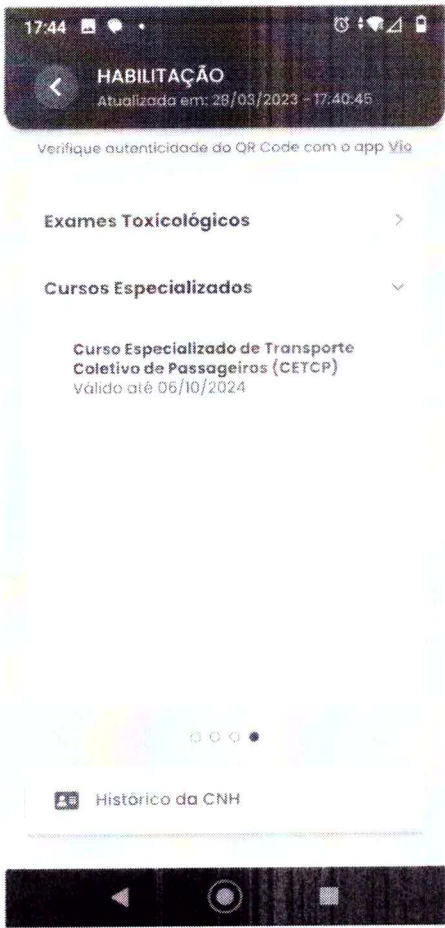 17:44
HABILITAÇÃO
Atualizada em: 28/03/2023 - 17:40:45
Verifique autenticidade do QR Code com o app Vio
Exames Toxicológicos
Cursos Especializados
Curso Especializado de Transporte
Coletivo de Passageiros (CETCP)
Válido até 06/10/2024
Histórico da CNH